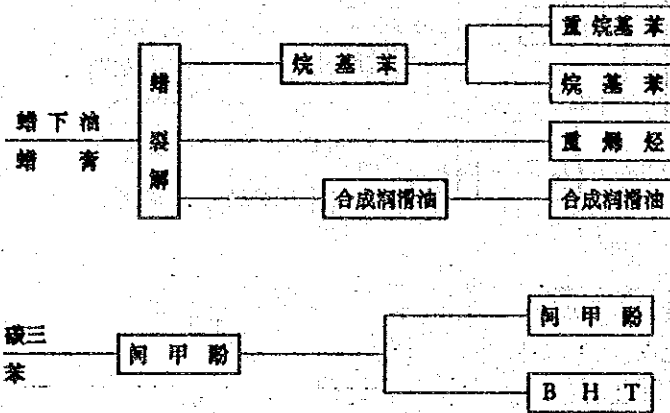 重烷基苯
烷基苯
烷基苯
蜡下油
蜡膏
蜡裂解
重烯烃
合成润滑油
合成润滑油
碳三
苯
间甲酚
间甲酚
BHT